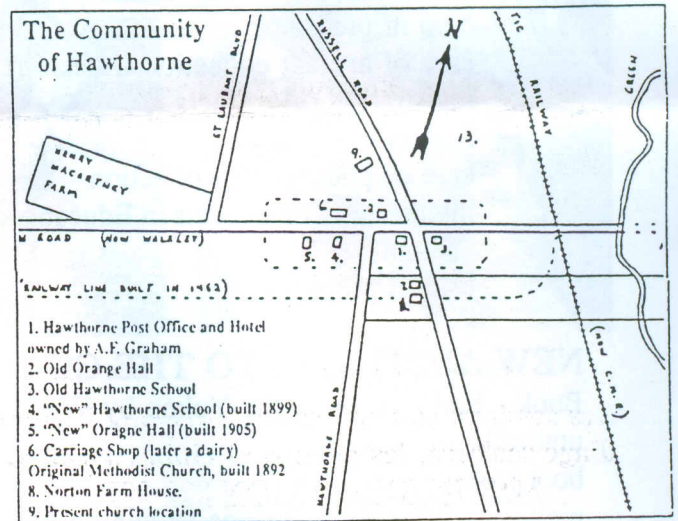 The Community
of Hawthorne
ST LAURENT BLVD
RUSSELL ROAD
N
RAILWAY
GREEN
13.
9.
HENRY
MACARTNEY
FARM
6.
ROAD (NOW WALKLEY)
5.
4.
1.
3.
RAILWAY LINE BUILT IN 1962)
2.
HAWTHORNE ROAD
1. Hawthorne Post Office and Hotel
owned by A.F. Graham
2. Old Orange Hall
3. Old Hawthorne School
4. "New" Hawthorne School (built 1899)
5. "New" Oragne Hall (built 1905)
6. Carriage Shop (later a dairy)
Original Methodist Church, built 1892
8. Norton Farm House.
9. Present church location